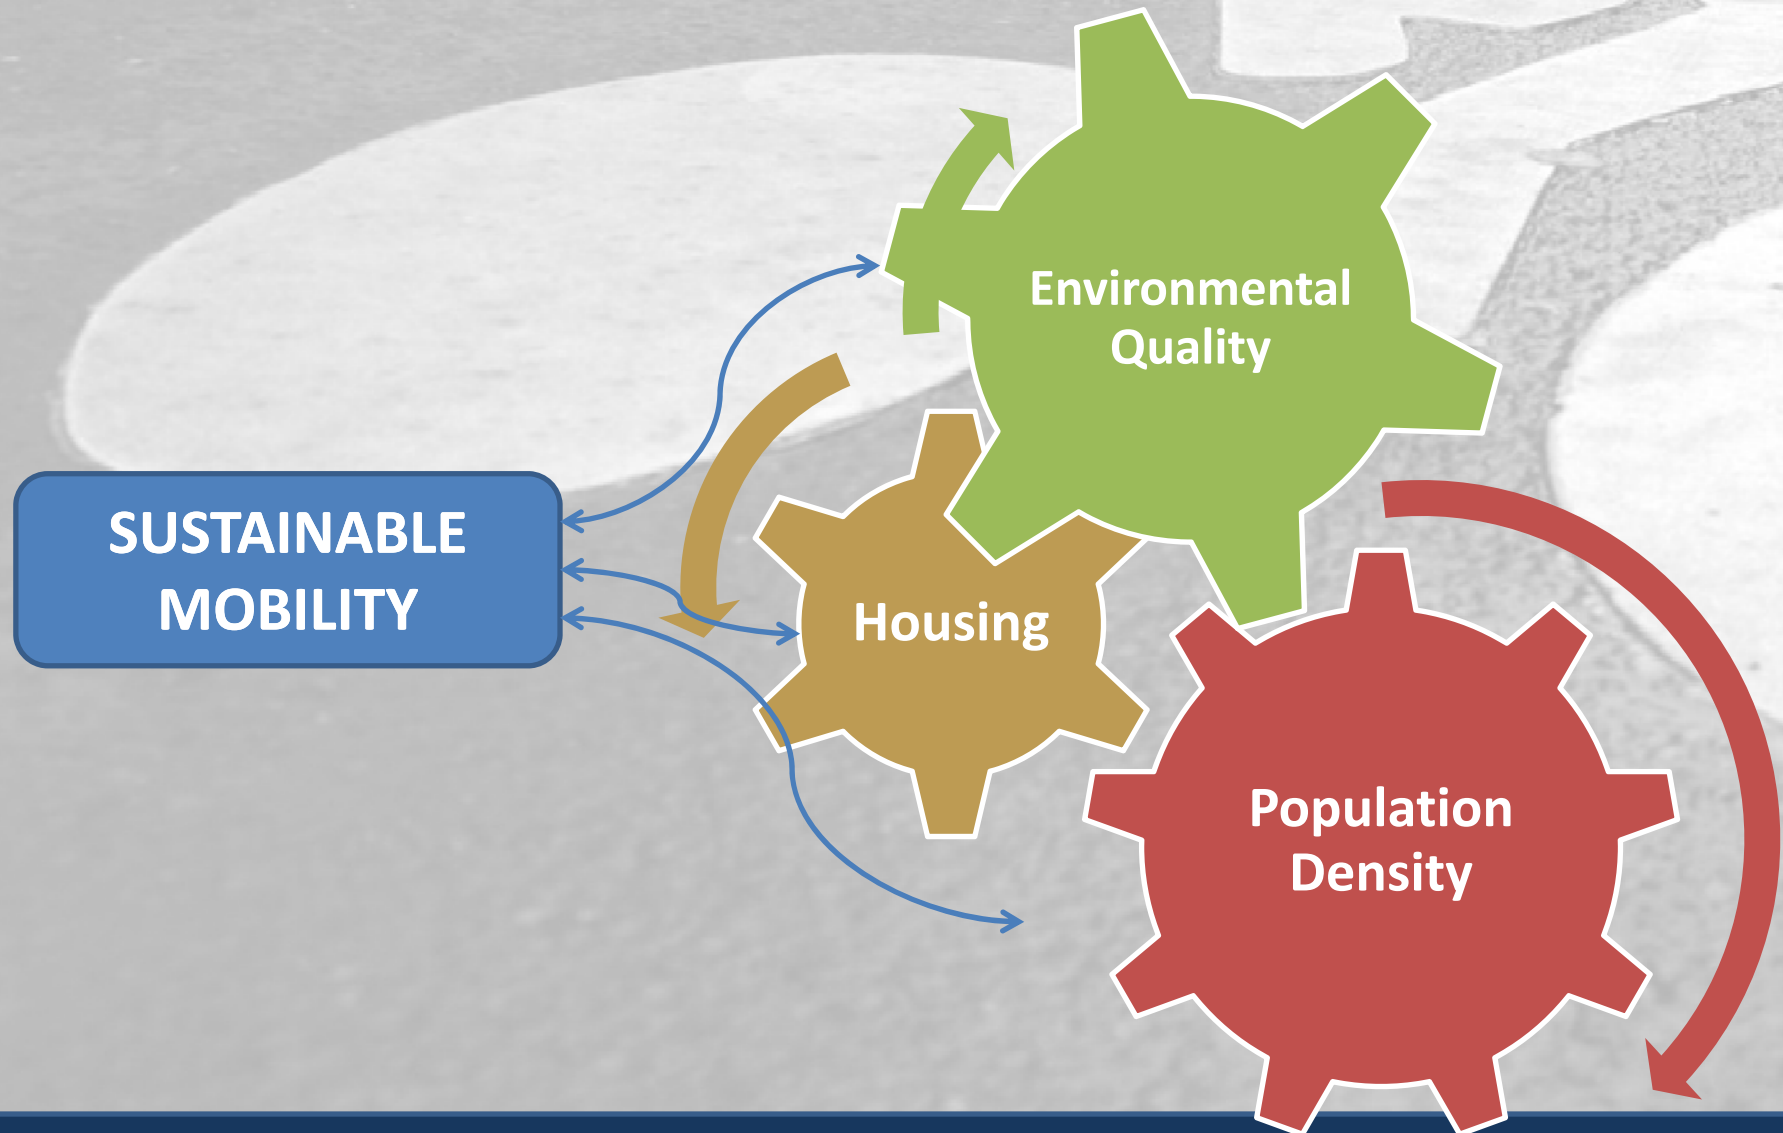 Environmental
Quality
SUSTAINABLE
MOBILITY
Housing
Population
Density